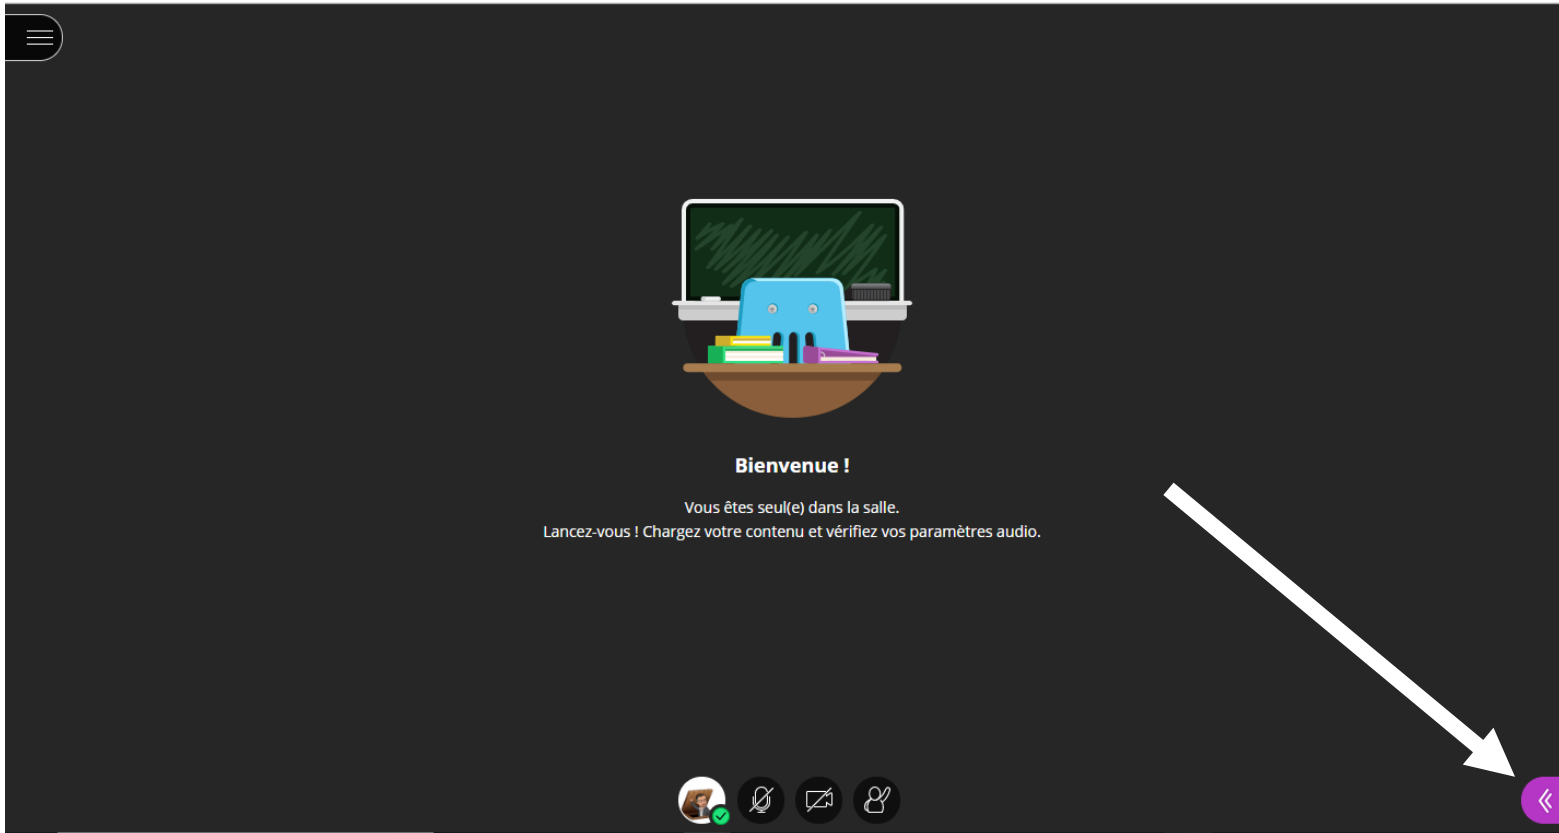 Bienvenue !
Vous êtes seul(e) dans la salle.
Lancez-vous ! Chargez votre contenu et vérifiez vos paramètres audio.